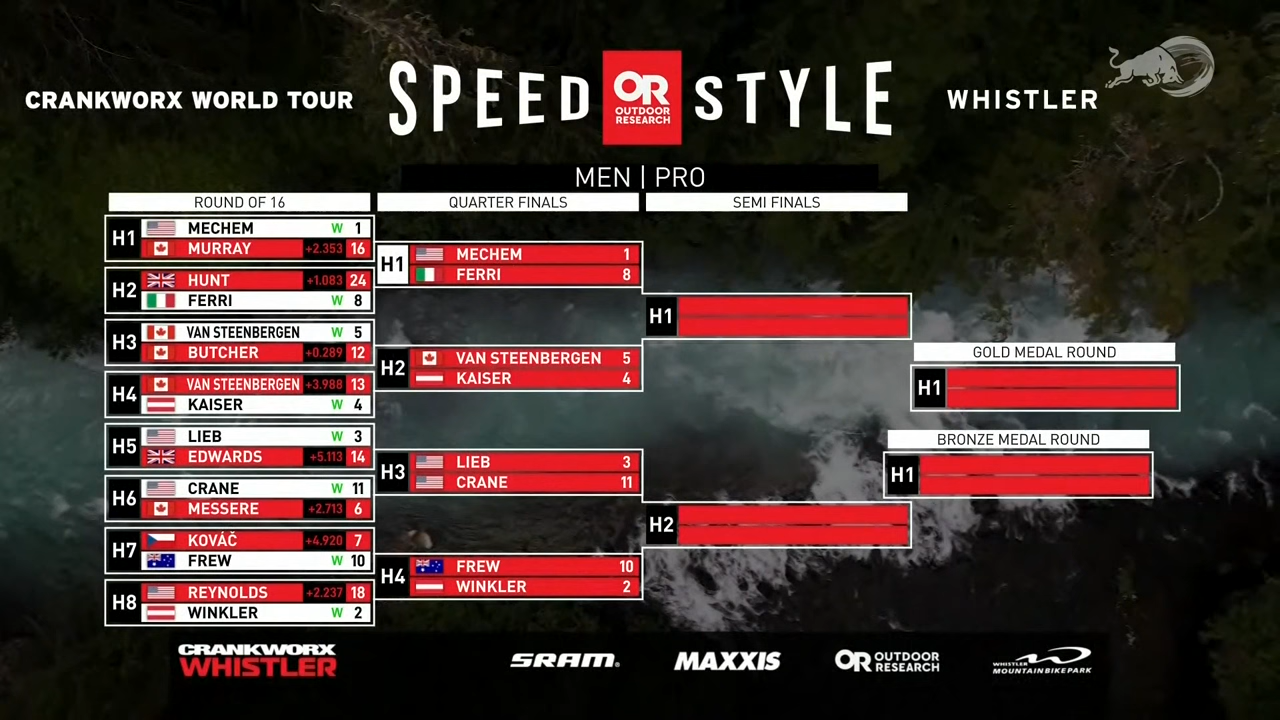 CRANKWORX WORLD TOUR
SPEED OR OUTDOOR RESEARCH STYLE
WHISTLER
MEN | PRO
ROUND OF 16
QUARTER FINALS
SEMI FINALS
H1
MECHEM W 1
MURRAY +2.353 16
H2
HUNT +1.083 24
FERRI W 8
H3
VAN STEENBERGEN W 5
BUTCHER +0.289 12
H4
VAN STEENBERGEN +3.988 13
KAISER W 4
H5
LIEB W 3
EDWARDS +5.113 14
H6
CRANE W 11
MESSERE +2.713 6
H7
KOVÁČ +4.920 7
FREW W 10
H8
REYNOLDS +2.237 18
WINKLER W 2
H1
MECHEM 1
FERRI 8
H2
VAN STEENBERGEN 5
KAISER 4
H3
LIEB 3
CRANE 11
H4
FREW 10
WINKLER 2
H1
H2
GOLD MEDAL ROUND
H1
BRONZE MEDAL ROUND
H1
CRANKWORX
WHISTLER
SRAM®
MAXXIS
OR OUTDOOR RESEARCH
WHISTLER
MOUNTAIN BIKE PARK